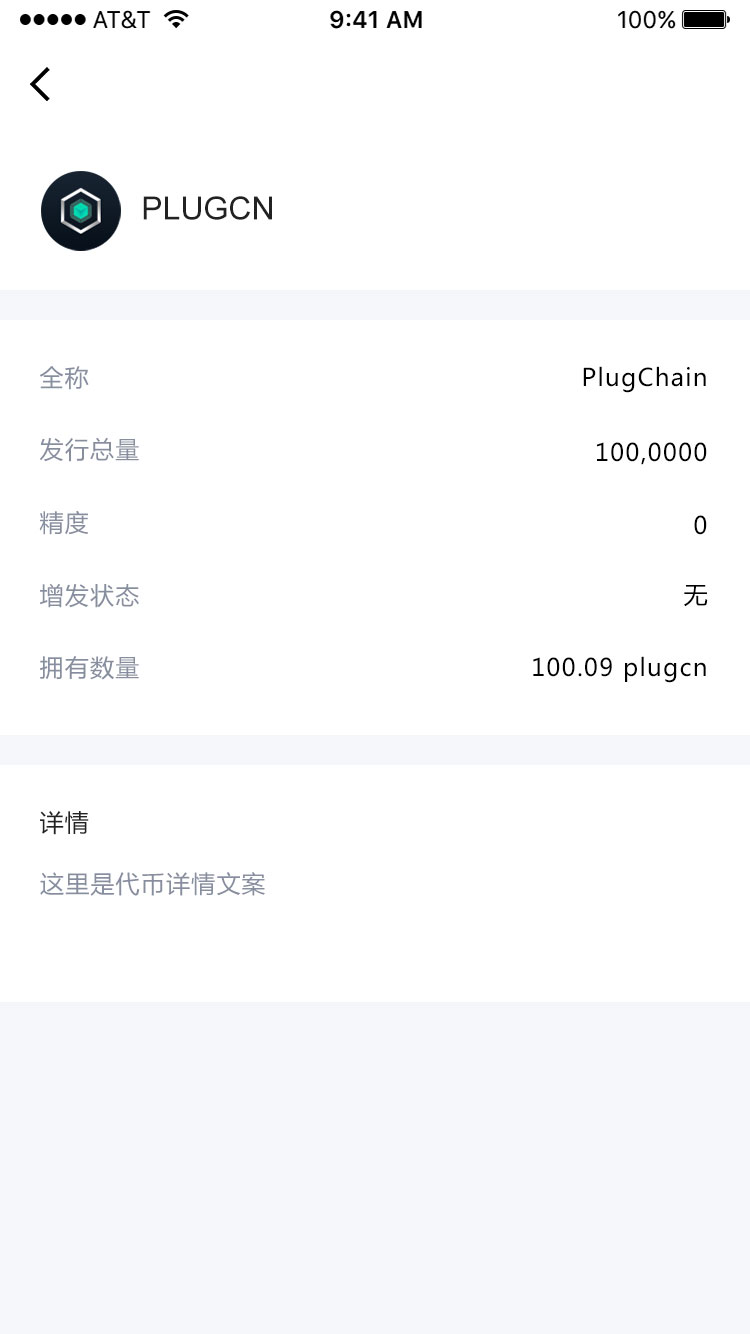 ●●●●● AT&T 9:41 AM 100%
PLUGCN
全称 PlugChain
发行总量 100,0000
精度 0
增发状态 无
拥有数量 100.09 plugcn
详情
这里是代币详情文案